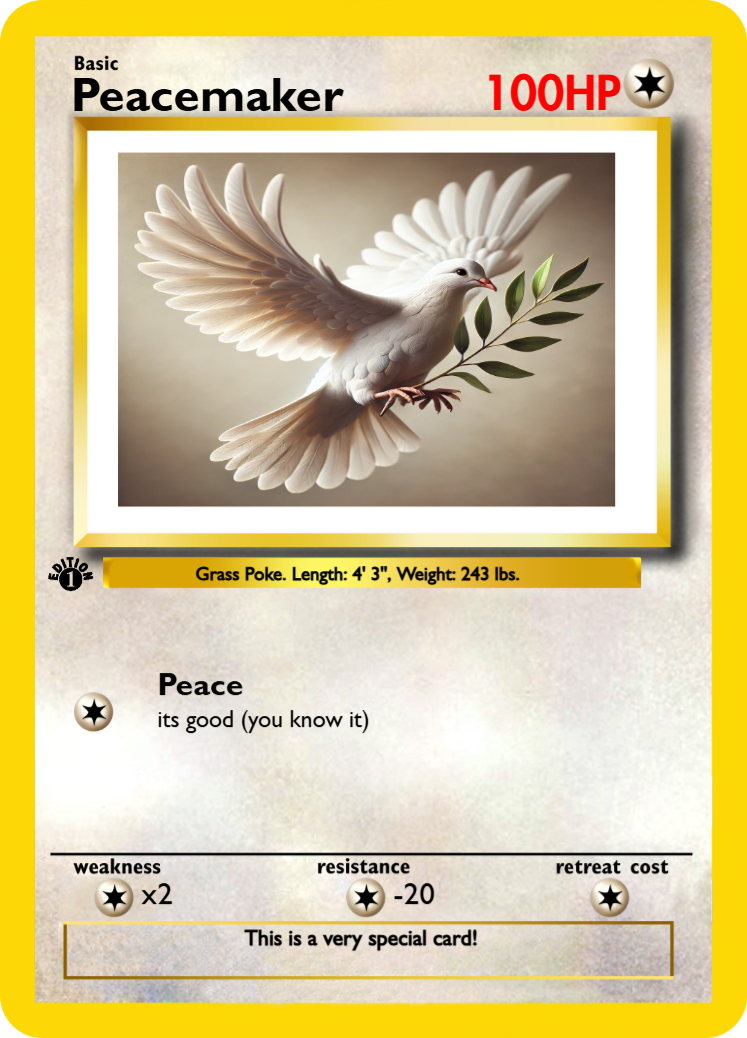 Basic
Peacemaker
100HP
EDITION
1
Grass Poke. Length: 4' 3", Weight: 243 lbs.
Peace
its good (you know it)
weakness resistance retreat cost
x2 -20
This is a very special card!